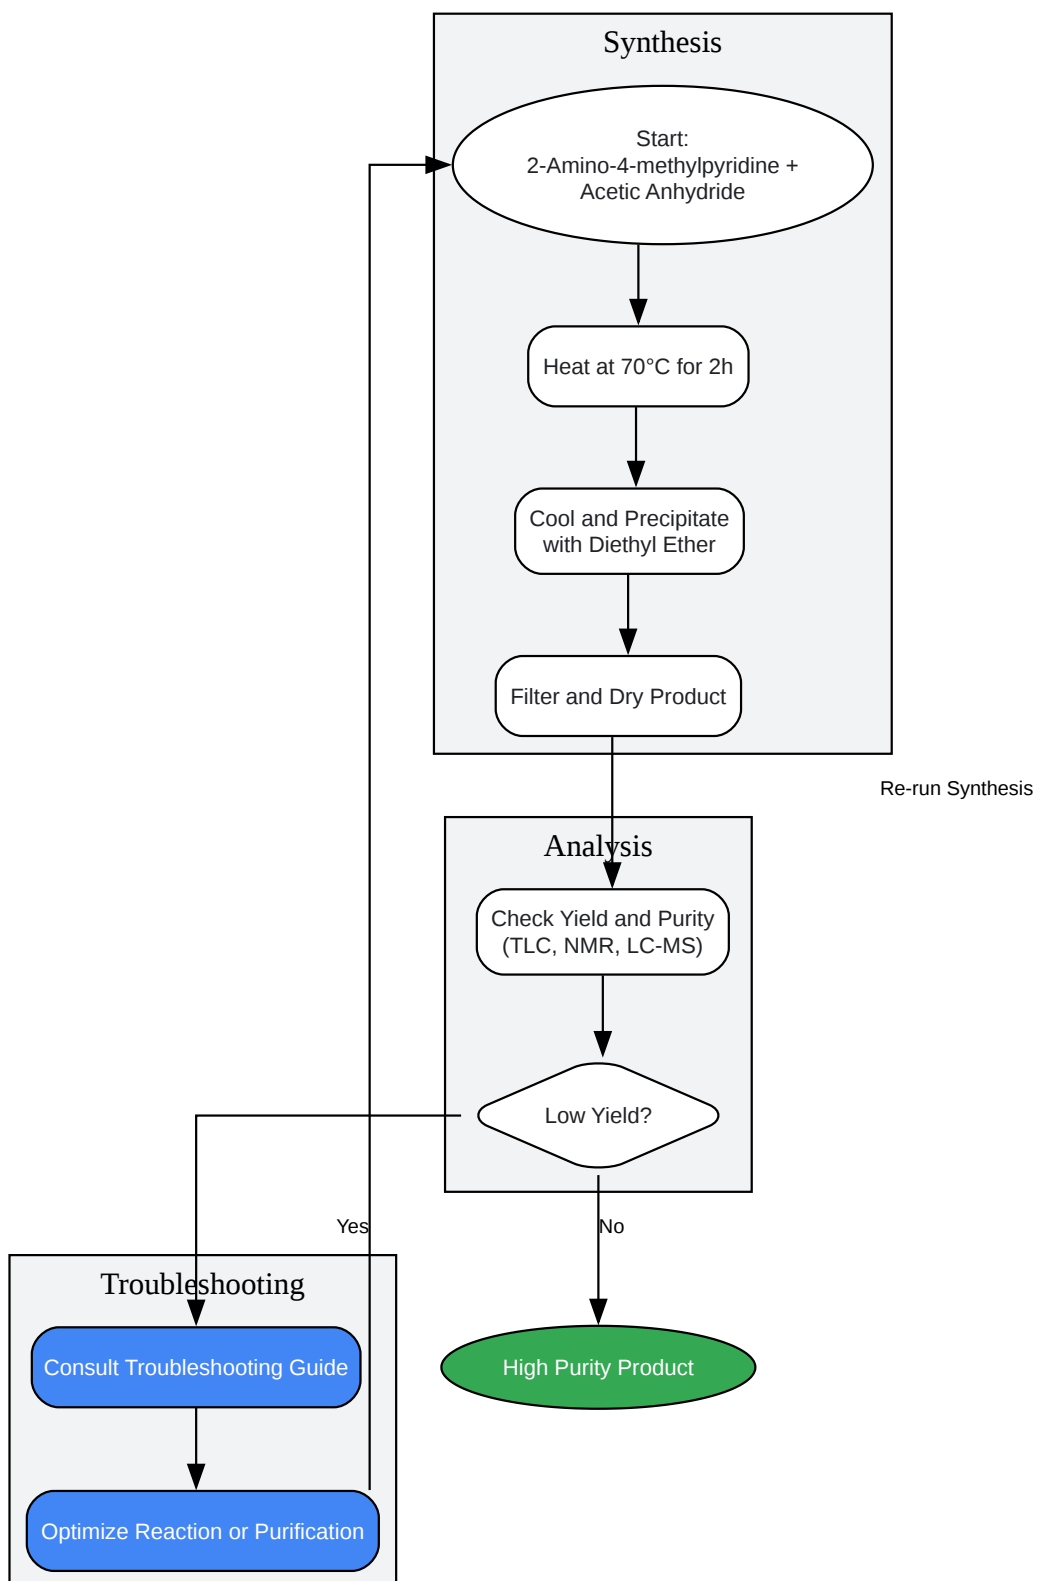 Synthesis
Start:
2-Amino-4-methylpyridine +
Acetic Anhydride
Heat at 70°C for 2h
Cool and Precipitate
with Diethyl Ether
Filter and Dry Product
Re-run Synthesis
Analysis
Check Yield and Purity
(TLC, NMR, LC-MS)
Low Yield?
Yes
No
Troubleshooting
Consult Troubleshooting Guide
High Purity Product
Optimize Reaction or Purification